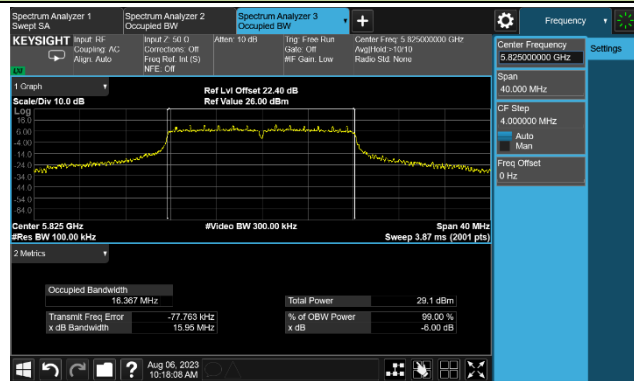 Spectrum Analyzer 1
Swept SA
Spectrum Analyzer 2
Occupied BW
Spectrum Analyzer 3
Occupied BW
Frequency
KEYSIGHT
Input: RF
Coupling: AC
Align: Auto
Input Z: 50 Ω
Corrections: Off
Freq Ref: Int (S)
NFE: Off
Atten: 10 dB
Trig: Free Run
Gate: Off
#IF Gain: Low
Center Freq: 5.825000000 GHz
Avg|Hold:>10/10
Radio Std: None
Center Frequency
5.825000000 GHz
Settings
Span
40.000 MHz
CF Step
4.000000 MHz
Auto
Man
Freq Offset
0 Hz
1 Graph
Scale/Div 10.0 dB
Ref Lvl Offset 22.40 dB
Ref Value 26.00 dBm
Log
16.0
6.00
-4.00
-14.0
-24.0
-34.0
-44.0
-54.0
-64.0
Center 5.825 GHz
#Video BW 300.00 kHz
Span 40 MHz
#Res BW 100.00 kHz
Sweep 3.87 ms (2001 pts)
2 Metrics
Occupied Bandwidth
16.367 MHz
Total Power 29.1 dBm
Transmit Freq Error -77.763 kHz
% of OBW Power 99.00 %
x dB Bandwidth 15.95 MHz
x dB -6.00 dB
?
Aug 06, 2023
10:18:08 AM